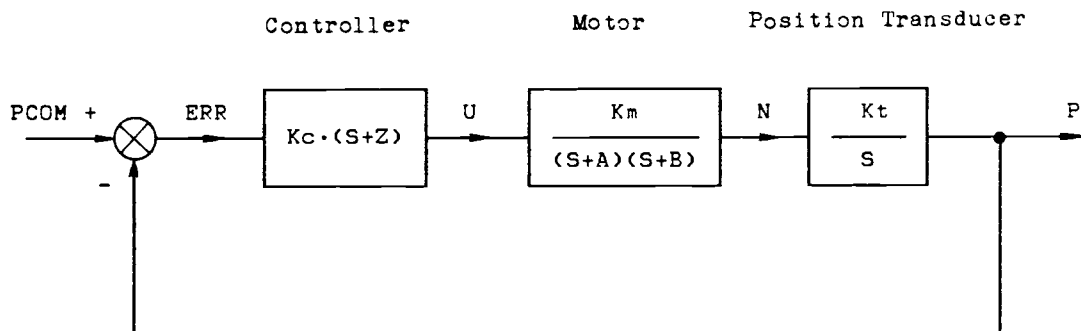 Controller Motor Position Transducer
PCOM + ERR Kc·(S+Z) U Km N Kt P
(S+A)(S+B) S
-